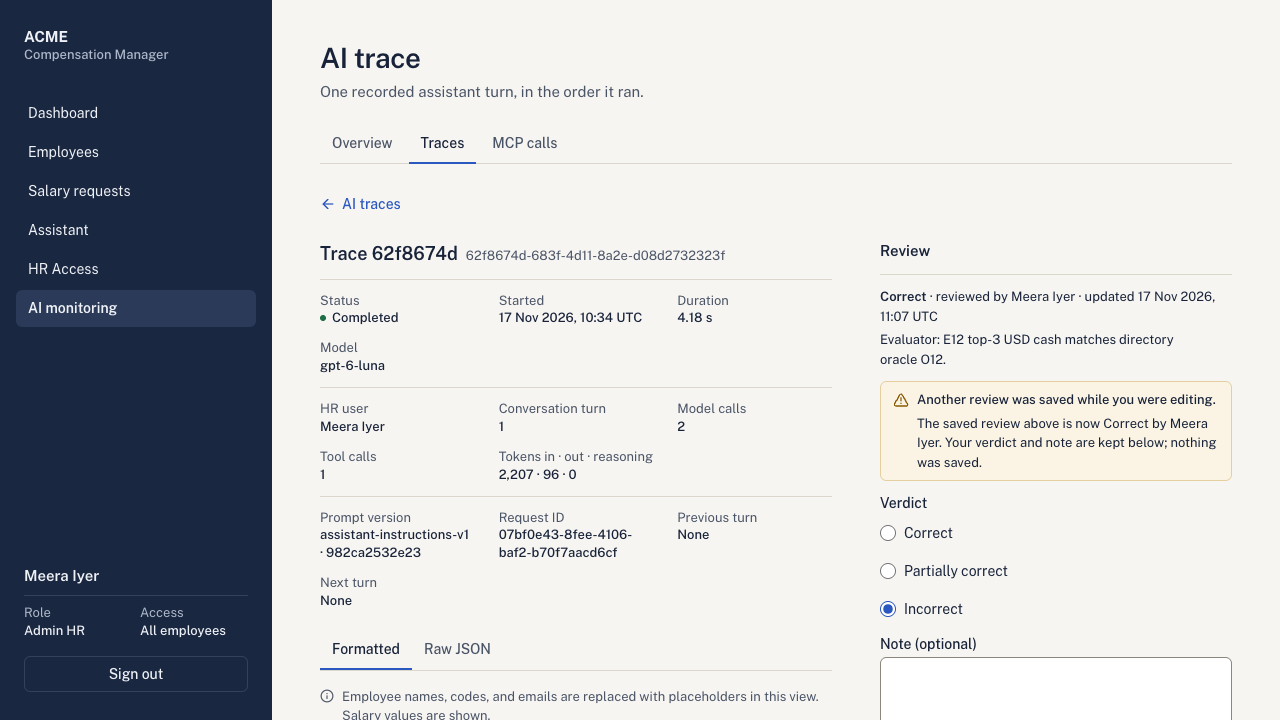 ACME
Compensation Manager
Dashboard
Employees
Salary requests
Assistant
HR Access
AI monitoring
Meera Iyer
Role
Access
Admin HR
All employees
Sign out
AI trace
One recorded assistant turn, in the order it ran.
Overview
Traces
MCP calls
AI traces
Trace 62f8674d 62f8674d-683f-4d11-8a2e-d08d2732323f
Status
Started
Duration
Completed
17 Nov 2026, 10:34 UTC
4.18 s
Model
gpt-6-luna
HR user
Conversation turn
Model calls
Meera Iyer
1
2
Tool calls
Tokens in · out · reasoning
1
2,207 · 96 · 0
Prompt version
Request ID
Previous turn
assistant-instructions-v1
· 982ca2532e23
07bf0e43-8fee-4106-
baf2-b70f7aacd6cf
None
Next turn
None
Formatted
Raw JSON
Employee names, codes, and emails are replaced with placeholders in this view.
Salary values are shown.
Review
Correct · reviewed by Meera Iyer · updated 17 Nov 2026,
11:07 UTC
Evaluator: E12 top-3 USD cash matches directory
oracle O12.
Another review was saved while you were editing.
The saved review above is now Correct by Meera
Iyer. Your verdict and note are kept below; nothing
was saved.
Verdict
Correct
Partially correct
Incorrect
Note (optional)